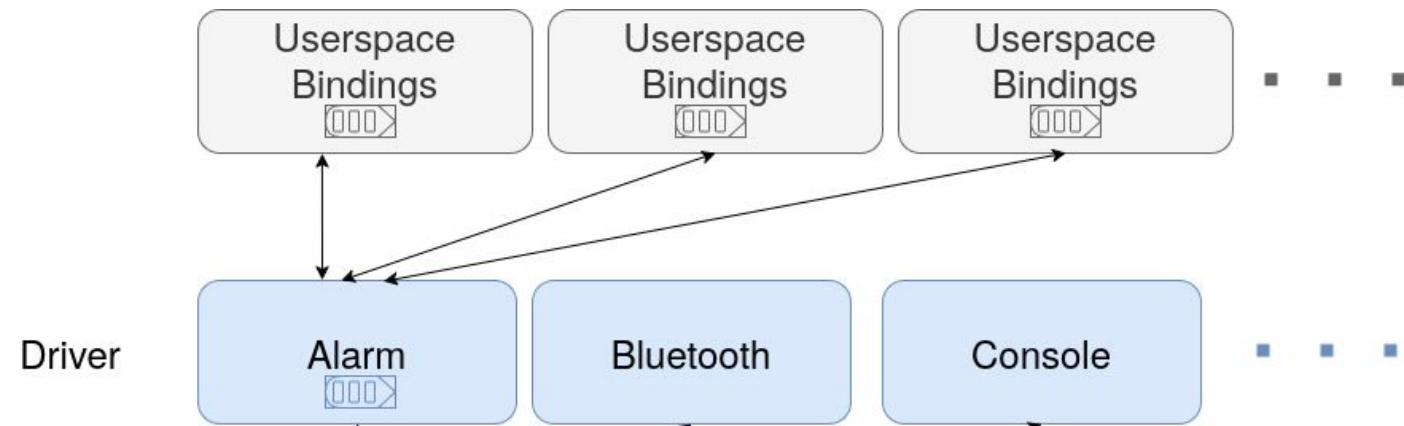 Userspace
Bindings
Userspace
Bindings
Userspace
Bindings
Driver
Alarm
Bluetooth
Console